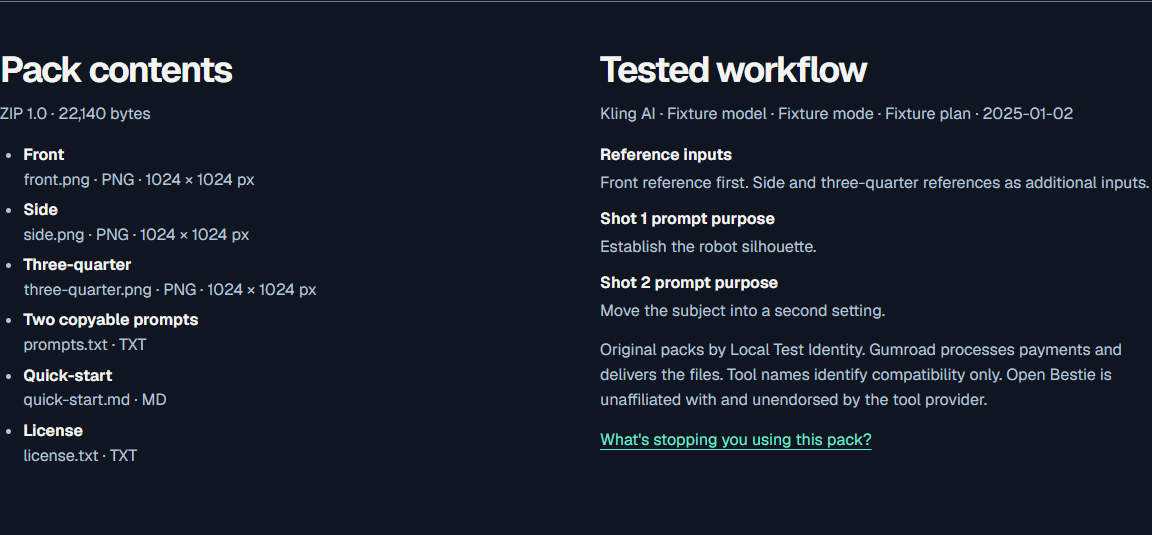 Pack contents
ZIP 1.0 · 22,140 bytes
Front
front.png · PNG · 1024 × 1024 px
Side
side.png · PNG · 1024 × 1024 px
Three-quarter
three-quarter.png · PNG · 1024 × 1024 px
Two copyable prompts
prompts.txt · TXT
Quick-start
quick-start.md · MD
License
license.txt · TXT
Tested workflow
Kling AI · Fixture model · Fixture mode · Fixture plan · 2025-01-02
Reference inputs
Front reference first. Side and three-quarter references as additional inputs.
Shot 1 prompt purpose
Establish the robot silhouette.
Shot 2 prompt purpose
Move the subject into a second setting.
Original packs by Local Test Identity. Gumroad processes payments and
delivers the files. Tool names identify compatibility only. Open Bestie is
unaffiliated with and unendorsed by the tool provider.
What's stopping you using this pack?